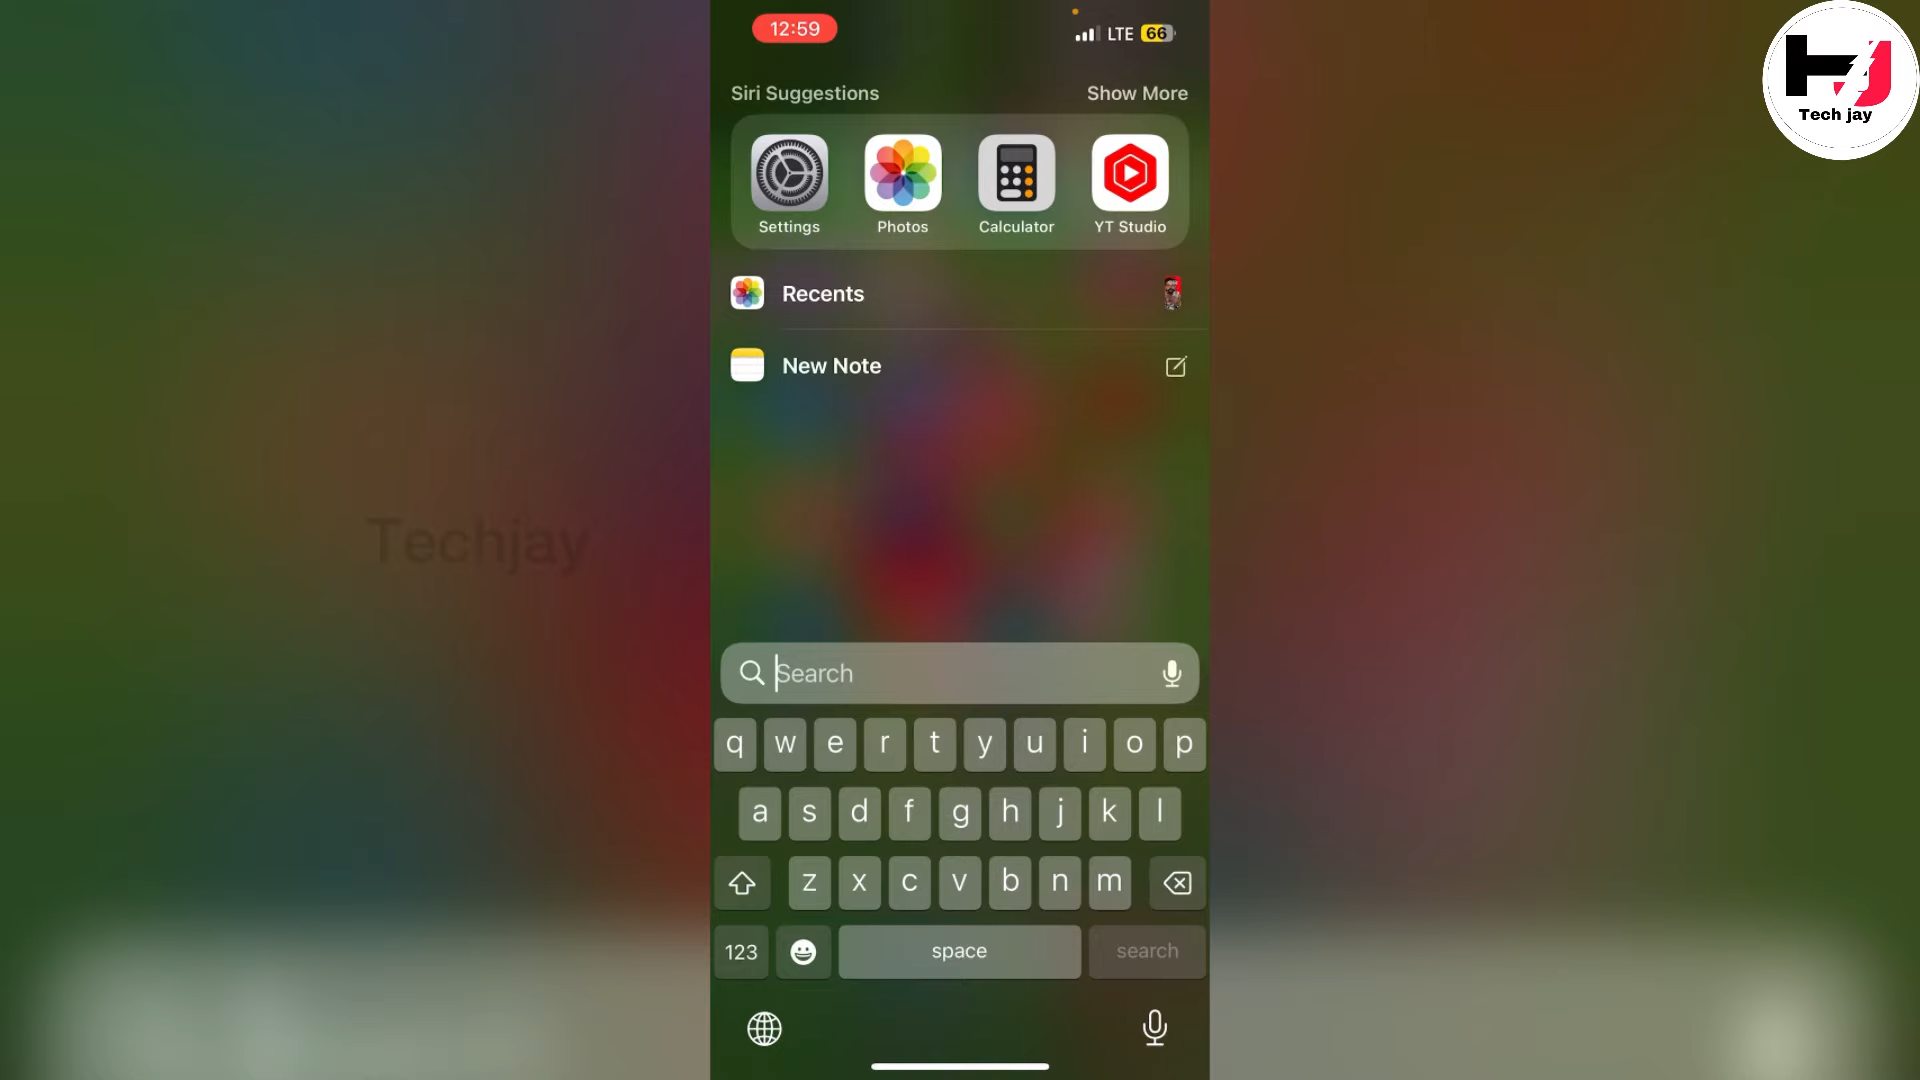 12:59
LTE 66
Siri Suggestions
Show More
Settings
Photos
Calculator
YT Studio
Recents
New Note
Search
q w e r t y u i o p
a s d f g h j k l
z x c v b n m
123
space
search
Techjay
HJ
Tech jay